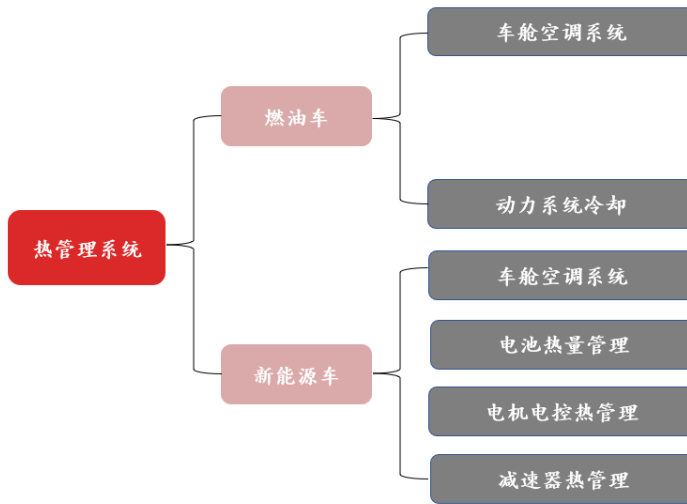 热管理系统
燃油车
车舱空调系统
动力系统冷却
新能源车
车舱空调系统
电池热量管理
电机电控热管理
减速器热管理